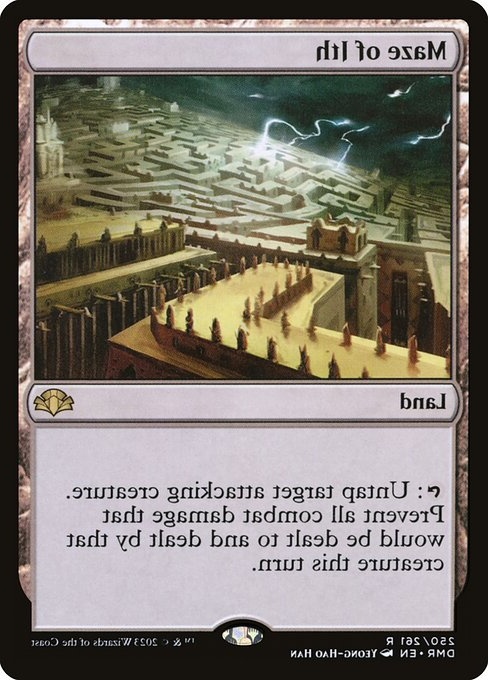 Maze of Ith
Land
: Untap target attacking creature.
Prevent all combat damage that
would be dealt to and dealt by that
creature this turn.
250/261 R
DMR • EN Yeong-Hao Han
™ & © 2023 Wizards of the Coast